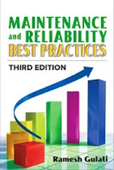 MAINTENANCE
and RELIABILITY
BEST PRACTICES
THIRD EDITION
Ramesh Gulati